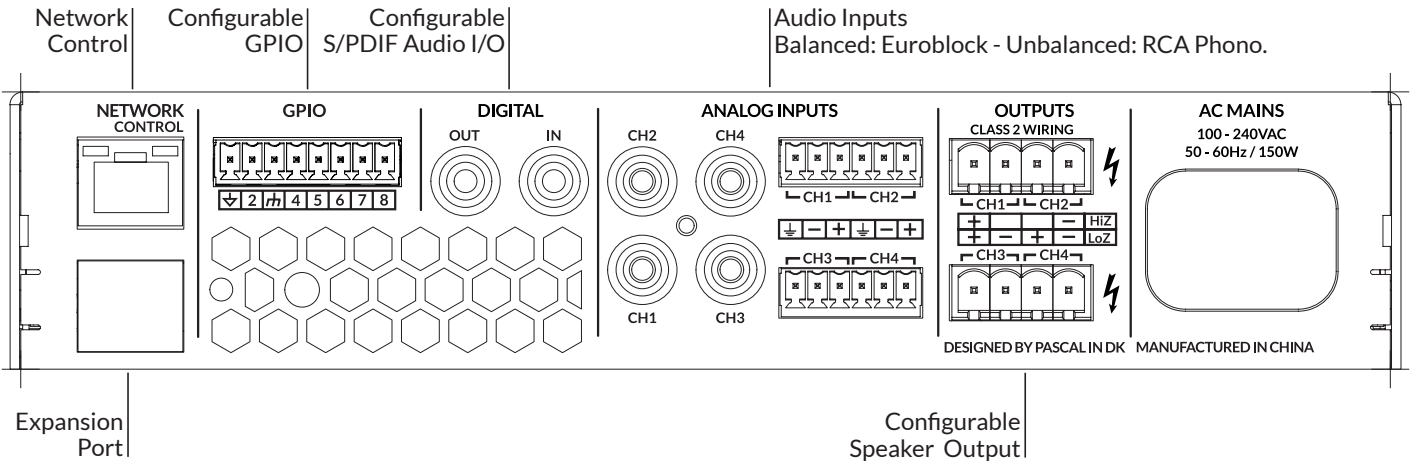 Network
Control
Configurable
GPIO
Configurable
S/PDIF Audio I/O
Audio Inputs
Balanced: Euroblock - Unbalanced: RCA Phono.
NETWORK
CONTROL
GPIO
2 4 5 6 7 8
DIGITAL
OUT IN
ANALOG INPUTS
CH2 CH4
CH1 CH2
− + − +
CH3 CH4
CH1 CH3
OUTPUTS
CLASS 2 WIRING
CH1 CH2
+ − HiZ
+ − + − LoZ
CH3 CH4
AC MAINS
100 - 240VAC
50 - 60Hz / 150W
DESIGNED BY PASCAL IN DK MANUFACTURED IN CHINA
Expansion
Port
Configurable
Speaker Output